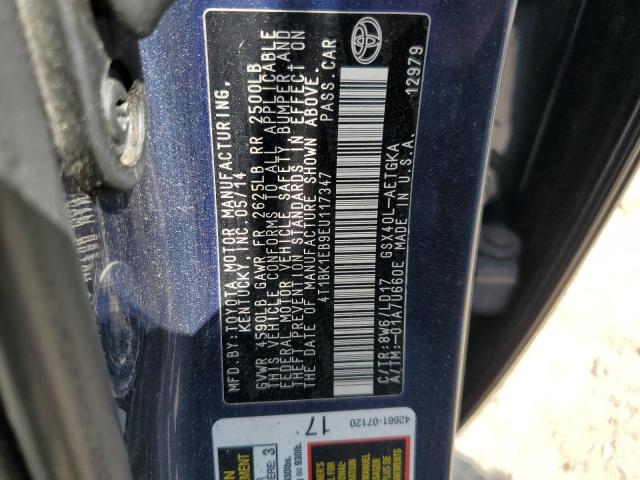 MFD.BY: TOYOTA MOTOR MANUFACTURING,
KENTUCKY, INC. 05/14
GVWR 4590LB GAWR FR 2625LB RR 2500LB
THIS VEHICLE CONFORMS TO ALL APPLICABLE
FEDERAL MOTOR VEHICLE SAFETY, BUMPER, AND
THEFT PREVENTION STANDARDS IN EFFECT ON
THE DATE OF MANUFACTURE SHOWN ABOVE.
4T1BK1EB9EU117347
PASS. CAR
C/TR:8W6/LD17 GSX40L-AETGKA
A/TM:-01A/U660E MADE IN U.S.A.
12979
17
42661-07120
3
930lb.